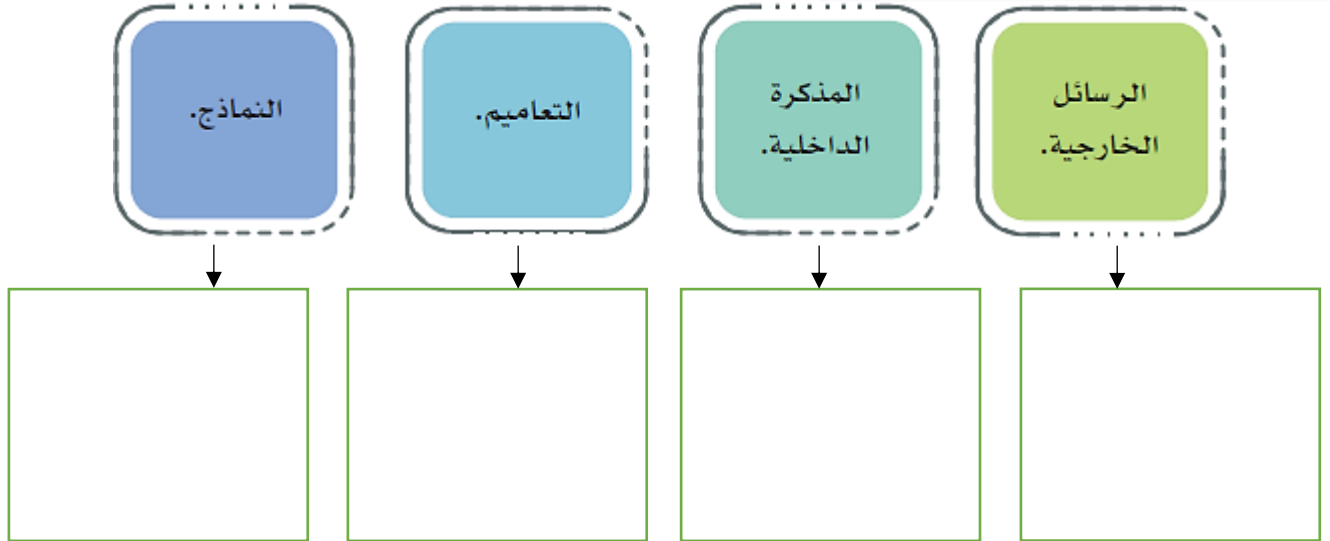 الرسائل
الخارجية.
المذكرة
الداخلية.
التعاميم.
النماذج.